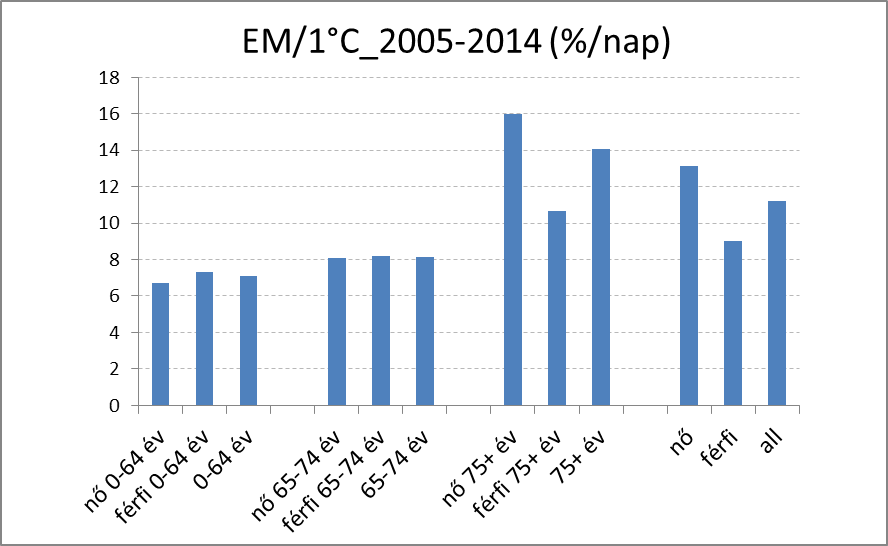 EM/1°C_2005-2014 (%/nap)
18
16
14
12
10
8
6
4
2
0
nő 0-64 év
férfi 0-64 év
0-64 év
nő 65-74 év
férfi 65-74 év
65-74 év
nő 75+ év
férfi 75+ év
75+ év
nő
férfi
all